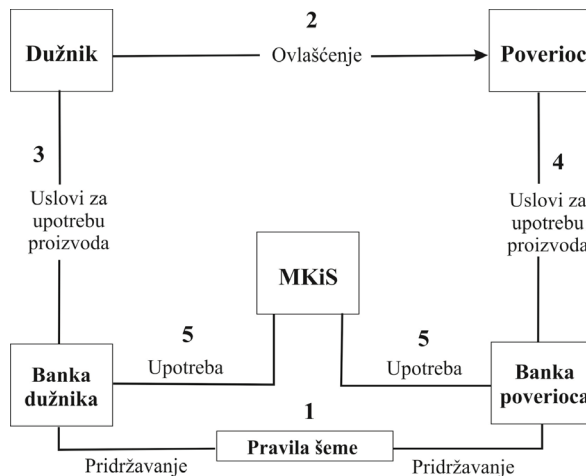 2
Dužnik
Ovlašćenje
Poverioc
3
4
Uslovi za
upotrebu
proizvoda
Uslovi za
upotrebu
proizvoda
MKiS
5
Upotreba
5
Upotreba
Banka
dužnika
Banka
poverioca
1
Pravila šeme
Pridržavanje
Pridržavanje